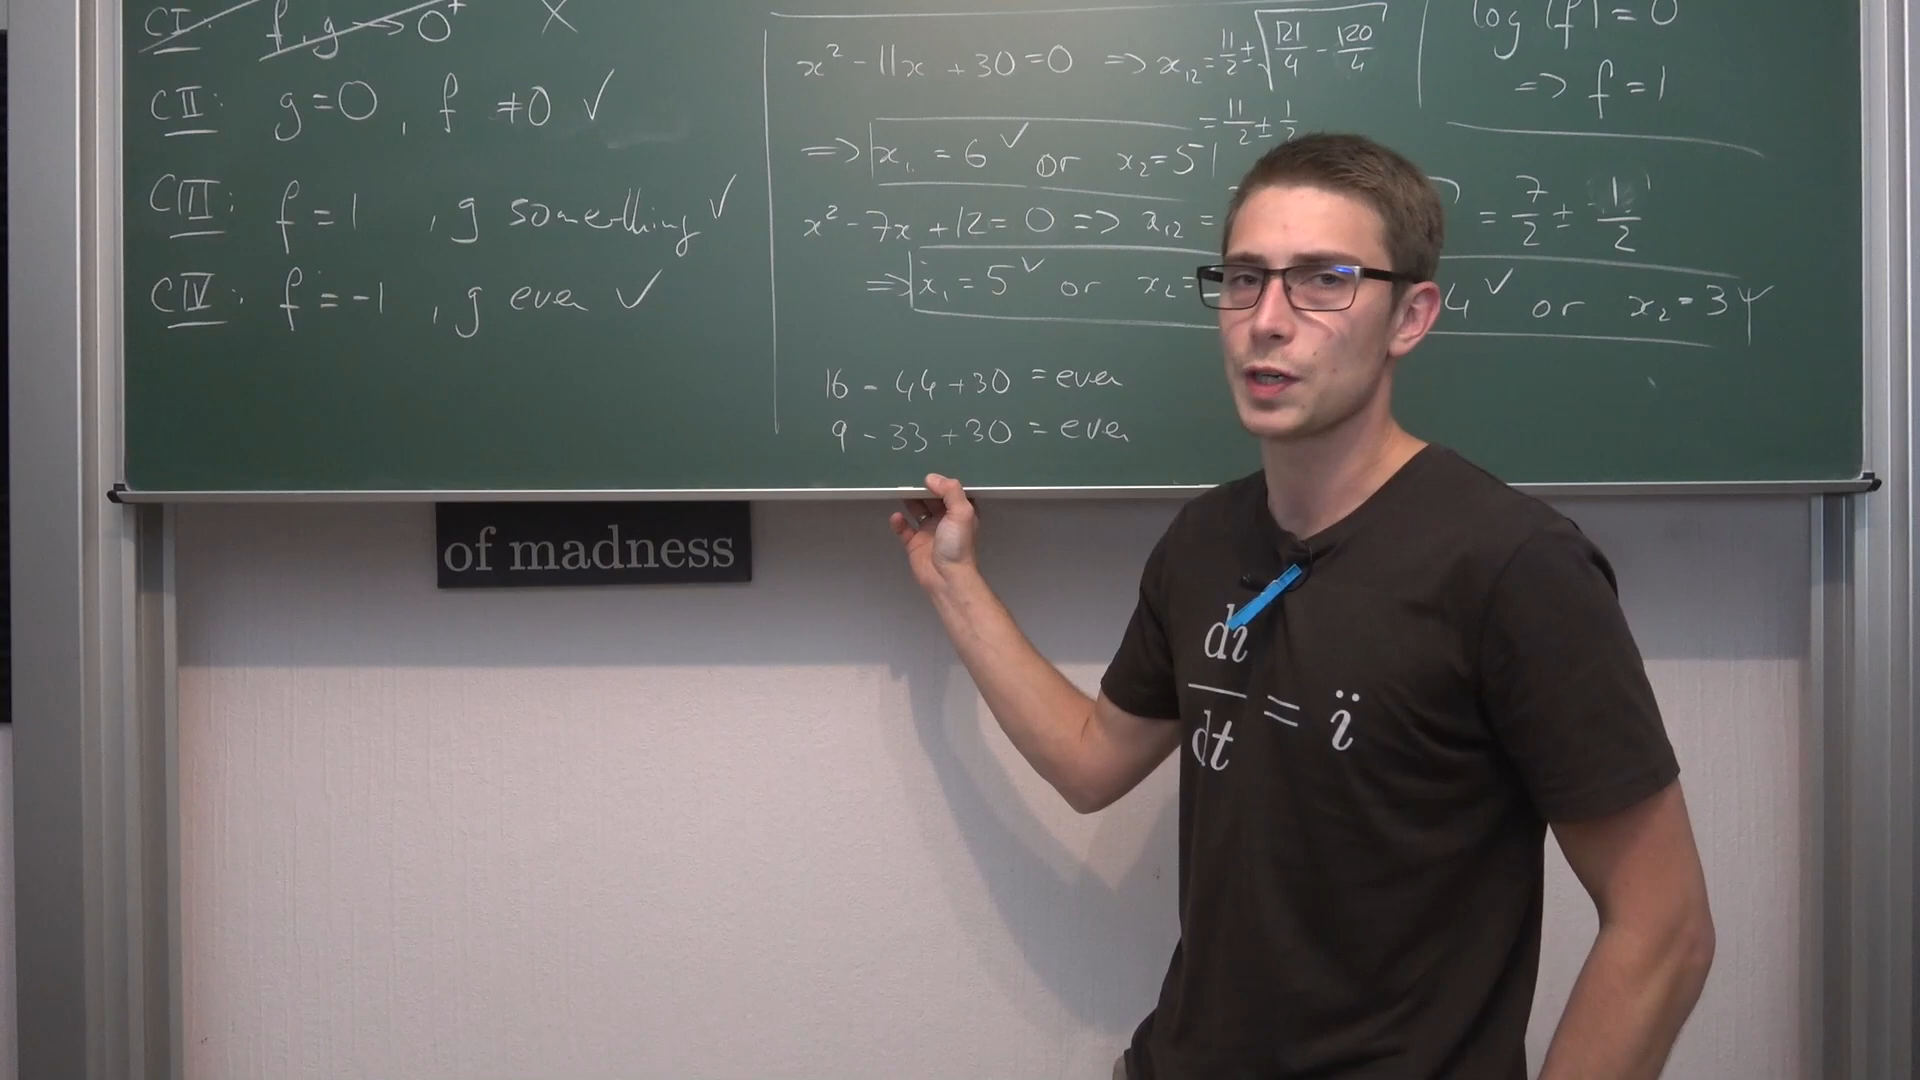 CI: f, g → 0⁺ ×
CII: g = 0, f ≠ 0 ✓
CIII: f = 1, g something ✓
CIV: f = -1, g even ✓
x² - 11x + 30 = 0 => x₁₂ = 11/2 ± √(121/4 - 120/4)
= 11/2 ± 1/2
=> x₁ = 6 ✓ or x₂ = 5
x² - 7x + 12 = 0 => x₁₂ =
= 7/2 ± 1/2
=> x₁ = 5 ✓ or x₂ =
4 ✓ or x₂ = 3
16 - 44 + 30 = even
9 - 33 + 30 = even
log(f) = 0
=> f = 1
of madness
di/dt = ï